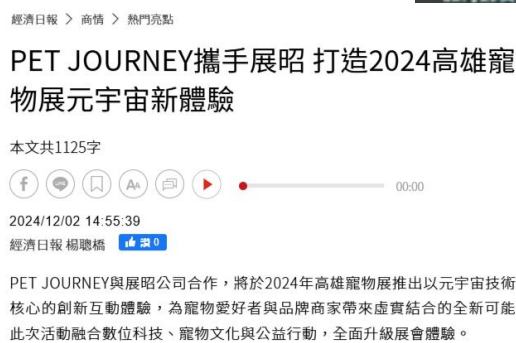 經濟日報 > 商情 > 熱門亮點
PET JOURNEY攜手展昭 打造2024高雄寵
物展元宇宙新體驗
本文共1125字
00:00
2024/12/02 14:55:39
經濟日報 楊聰橋 讚 0
PET JOURNEY與展昭公司合作,將於2024年高雄寵物展推出以元宇宙技術
核心的創新互動體驗,為寵物愛好者與品牌商家帶來虛實結合的全新可能
此次活動融合數位科技、寵物文化與公益行動,全面升級展會體驗。